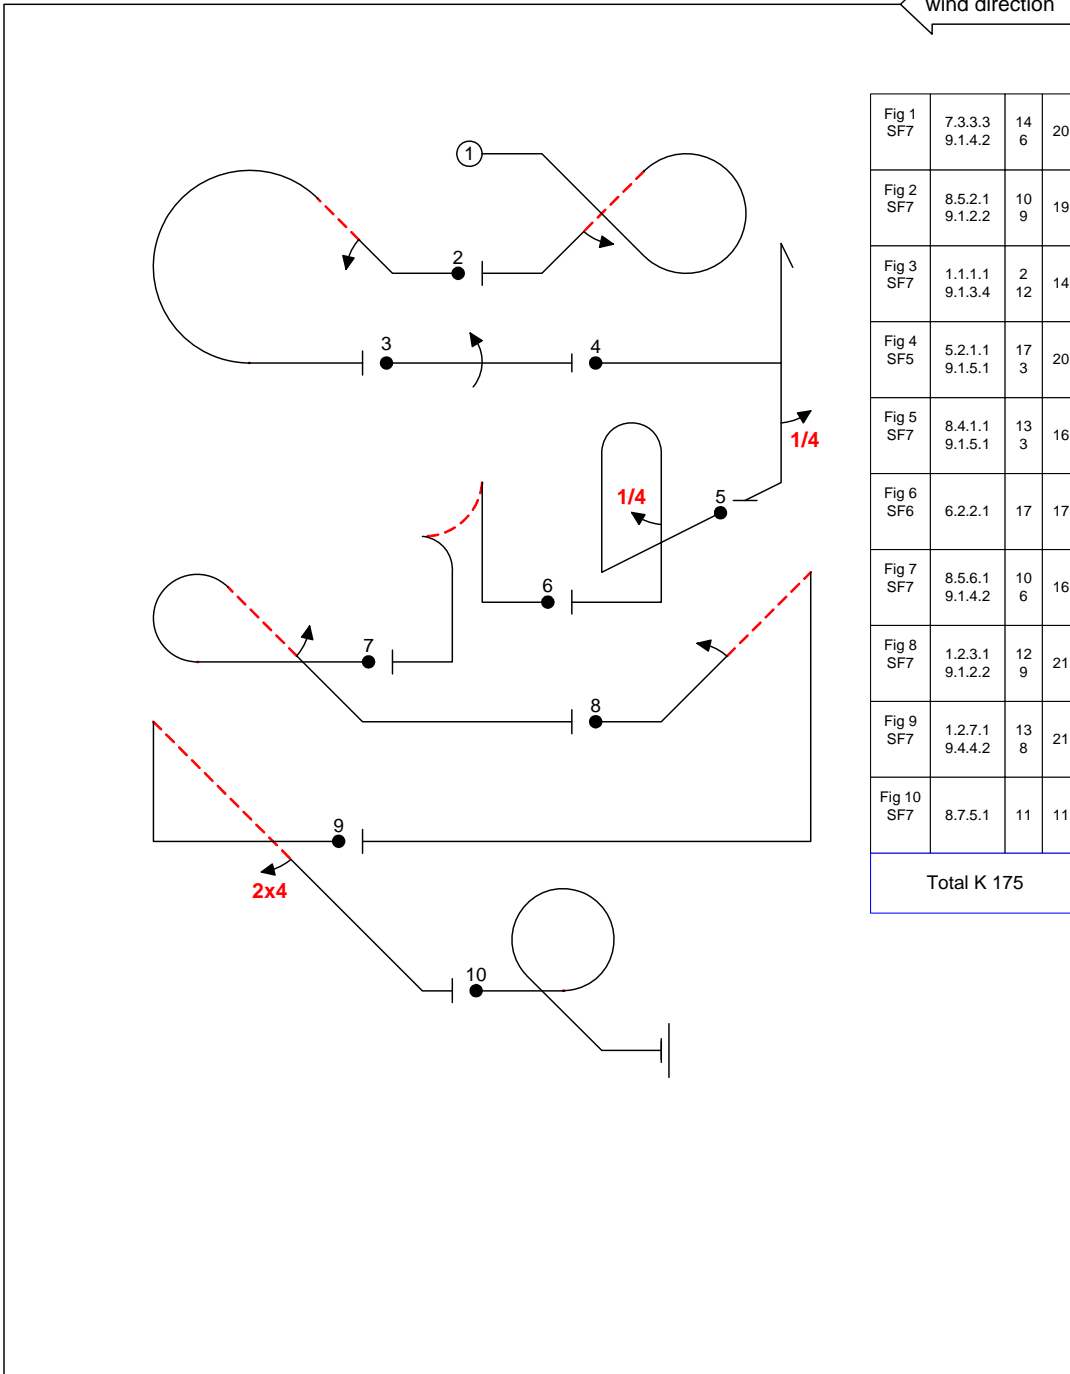 wind direction
1
2
3
4
1/4
1/4
5
6
7
8
9
2x4
10
Fig 1 SF7 7.3.3.3 9.1.4.2 14 6 20
Fig 2 SF7 8.5.2.1 9.1.2.2 10 9 19
Fig 3 SF7 1.1.1.1 9.1.3.4 2 12 14
Fig 4 SF5 5.2.1.1 9.1.5.1 17 3 20
Fig 5 SF7 8.4.1.1 9.1.5.1 13 3 16
Fig 6 SF6 6.2.2.1 17 17
Fig 7 SF7 8.5.6.1 9.1.4.2 10 6 16
Fig 8 SF7 1.2.3.1 9.1.2.2 12 9 21
Fig 9 SF7 1.2.7.1 9.4.4.2 13 8 21
Fig 10 SF7 8.7.5.1 11 11
Total K 175